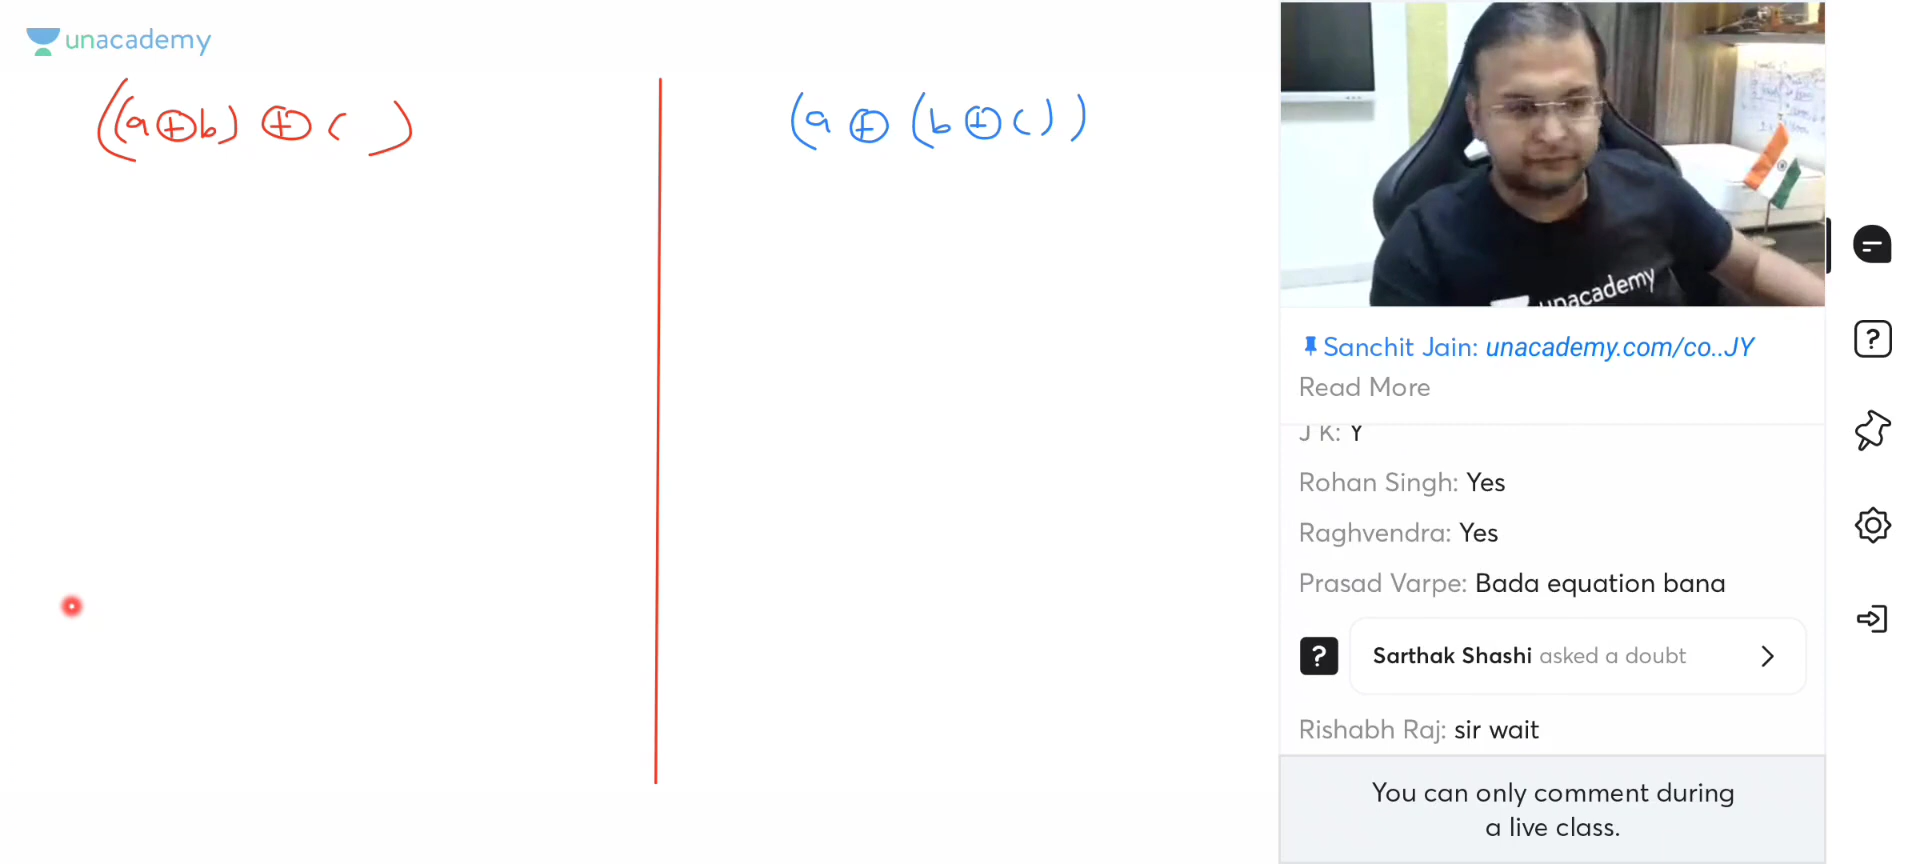 unacademy
((a⊕b) ⊕ c )
(a ⊕ (b ⊕ c))
unacademy
Sanchit Jain: unacademy.com/co..JY
Read More
J K: Y
Rohan Singh: Yes
Raghvendra: Yes
Prasad Varpe: Bada equation bana
? Sarthak Shashi asked a doubt
Rishabh Raj: sir wait
You can only comment during
a live class.
?